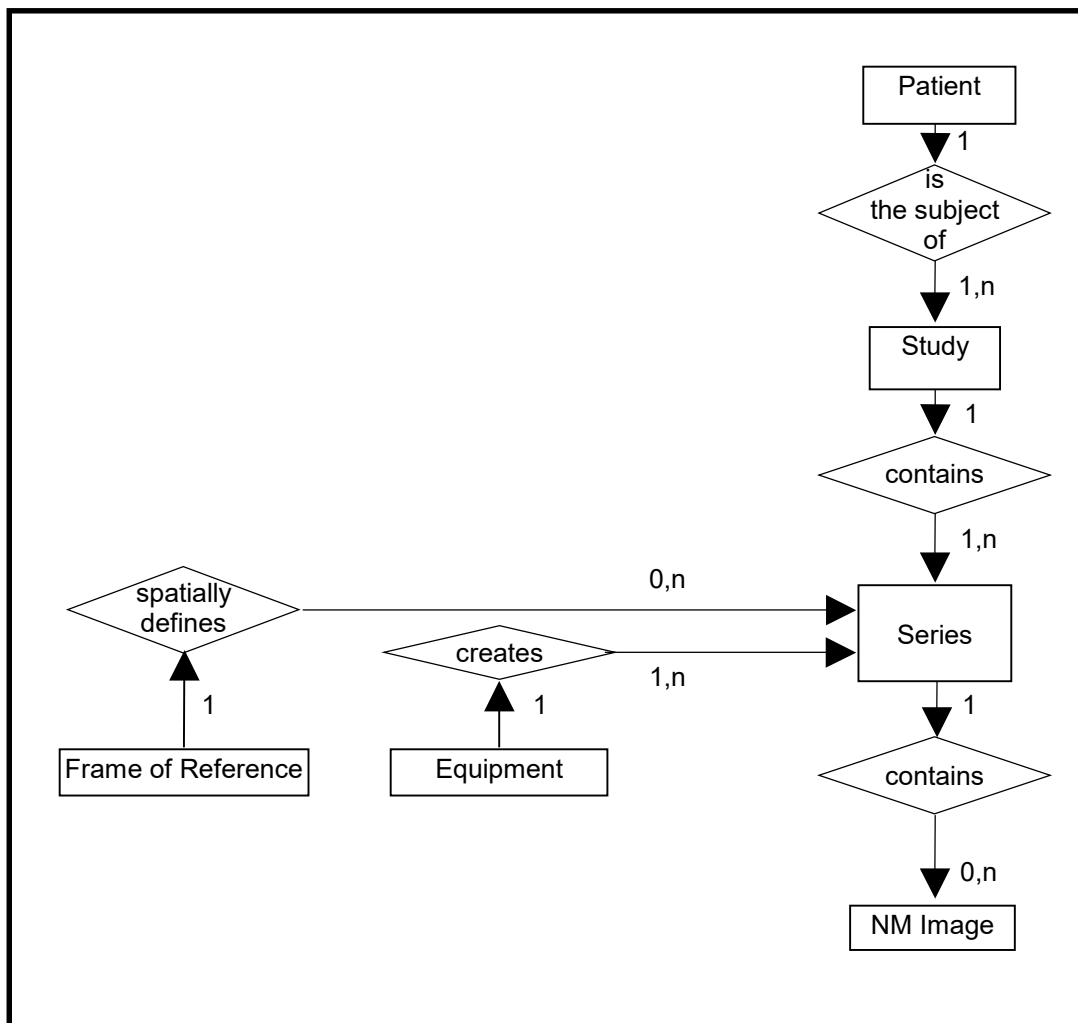 Patient
1
is
the subject
of
1,n
Study
1
contains
1,n
spatially
defines
0,n
Series
creates
1,n
1
1
1
Frame of Reference
Equipment
contains
0,n
NM Image